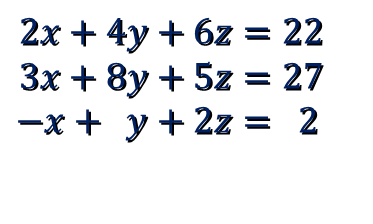 2x + 4y + 6z = 22
3x + 8y + 5z = 27
−x + y + 2z = 2